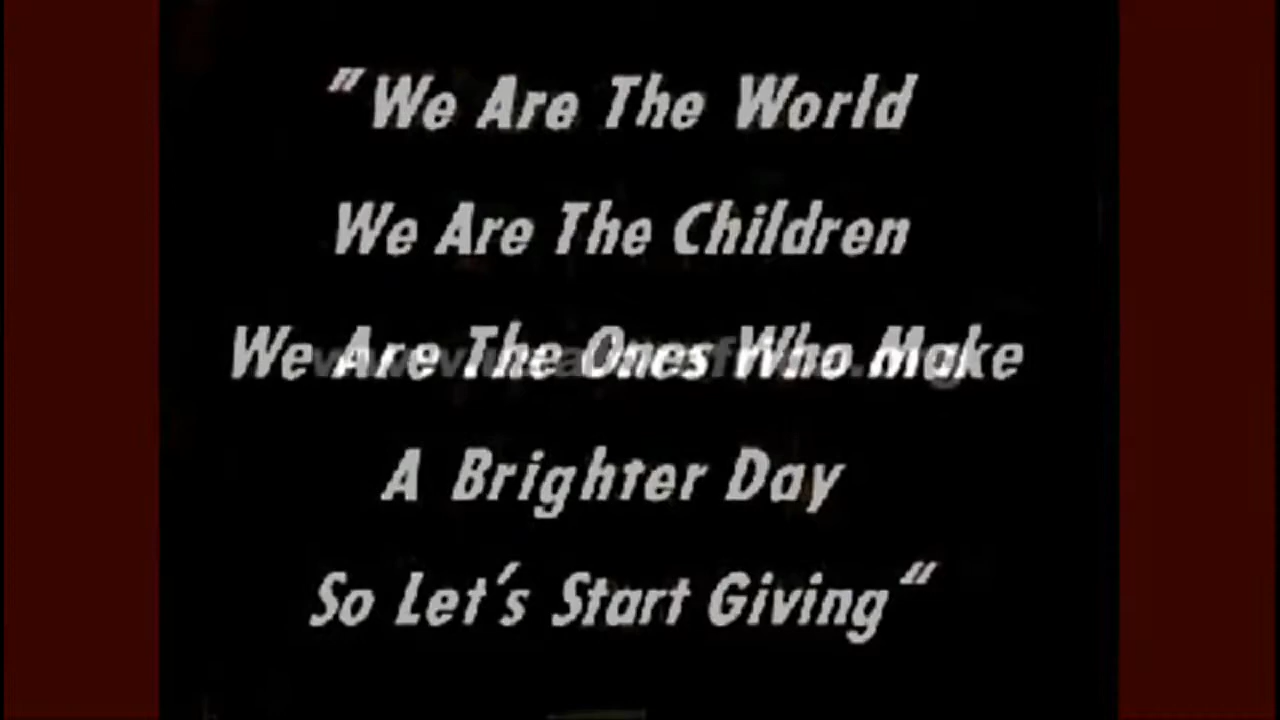 "We Are The World
We Are The Children
We Are The Ones Who Make
A Brighter Day
So Let's Start Giving"